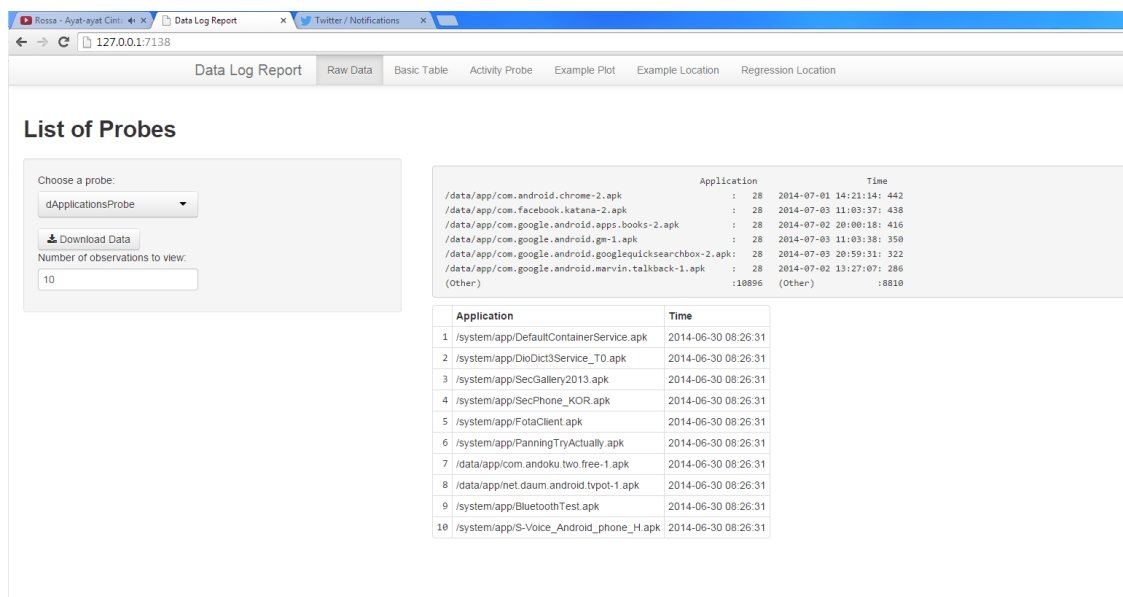 Rossa - Ayat-ayat Cinta
Data Log Report
Twitter / Notifications
127.0.0.1:7138
Data Log Report Raw Data Basic Table Activity Probe Example Plot Example Location Regression Location
List of Probes
Choose a probe:
dApplicationsProbe
Download Data
Number of observations to view:
10
Application Time
/data/app/com.android.chrome-2.apk : 28 2014-07-01 14:21:14: 442
/data/app/com.facebook.katana-2.apk : 28 2014-07-03 11:03:37: 438
/data/app/com.google.android.apps.books-2.apk : 28 2014-07-02 20:00:18: 416
/data/app/com.google.android.gm-1.apk : 28 2014-07-03 11:03:38: 350
/data/app/com.google.android.googlequicksearchbox-2.apk: 28 2014-07-03 20:59:31: 322
/data/app/com.google.android.marvin.talkback-1.apk : 28 2014-07-02 13:27:07: 286
(Other) :10896 (Other) :8810
Application Time
1 /system/app/DefaultContainerService.apk 2014-06-30 08:26:31
2 /system/app/DioDict3Service_T0.apk 2014-06-30 08:26:31
3 /system/app/SecGallery2013.apk 2014-06-30 08:26:31
4 /system/app/SecPhone_KOR.apk 2014-06-30 08:26:31
5 /system/app/FotaClient.apk 2014-06-30 08:26:31
6 /system/app/PanningTryActually.apk 2014-06-30 08:26:31
7 /data/app/com.andoku.two.free-1.apk 2014-06-30 08:26:31
8 /data/app/net.daum.android.tvpot-1.apk 2014-06-30 08:26:31
9 /system/app/BluetoothTest.apk 2014-06-30 08:26:31
10 /system/app/S-Voice_Android_phone_H.apk 2014-06-30 08:26:31